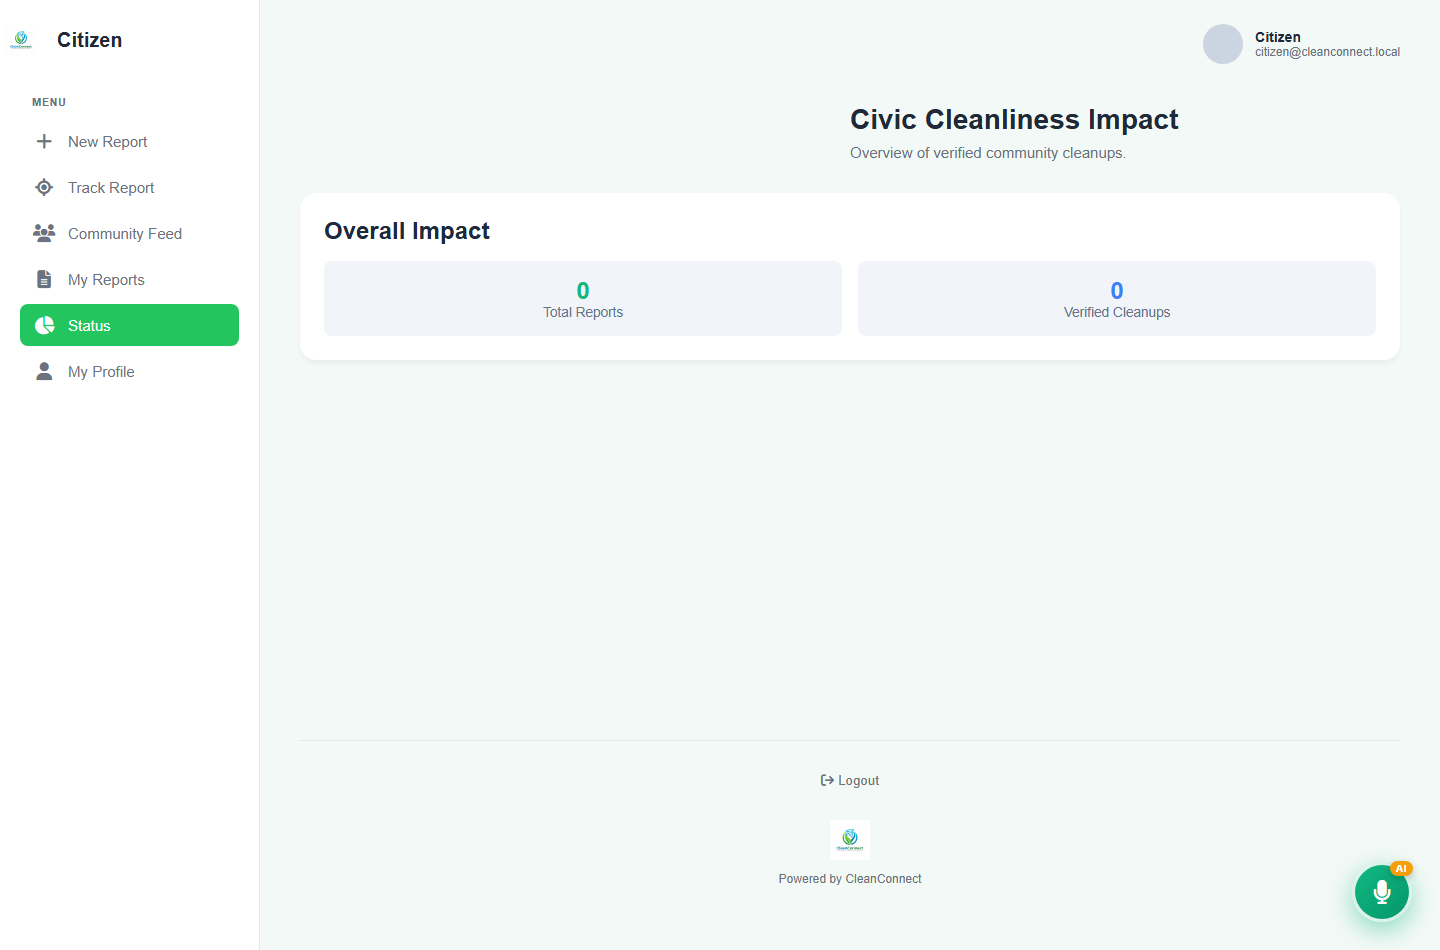 Citizen
MENU
New Report
Track Report
Community Feed
My Reports
Status
My Profile
Citizen
citizen@cleanconnect.local
Civic Cleanliness Impact
Overview of verified community cleanups.
Overall Impact
0
Total Reports
0
Verified Cleanups
Logout
CleanConnect
Powered by CleanConnect
AI